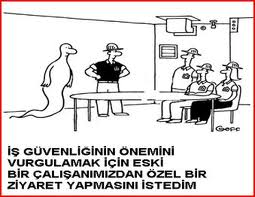 İŞ GÜVENLİĞİNİN ÖNEMİNİ
VURGULAMAK İÇİN ESKİ
BİR ÇALIŞANIMIZDAN ÖZEL BİR
ZİYARET YAPMASINI İSTEDİM